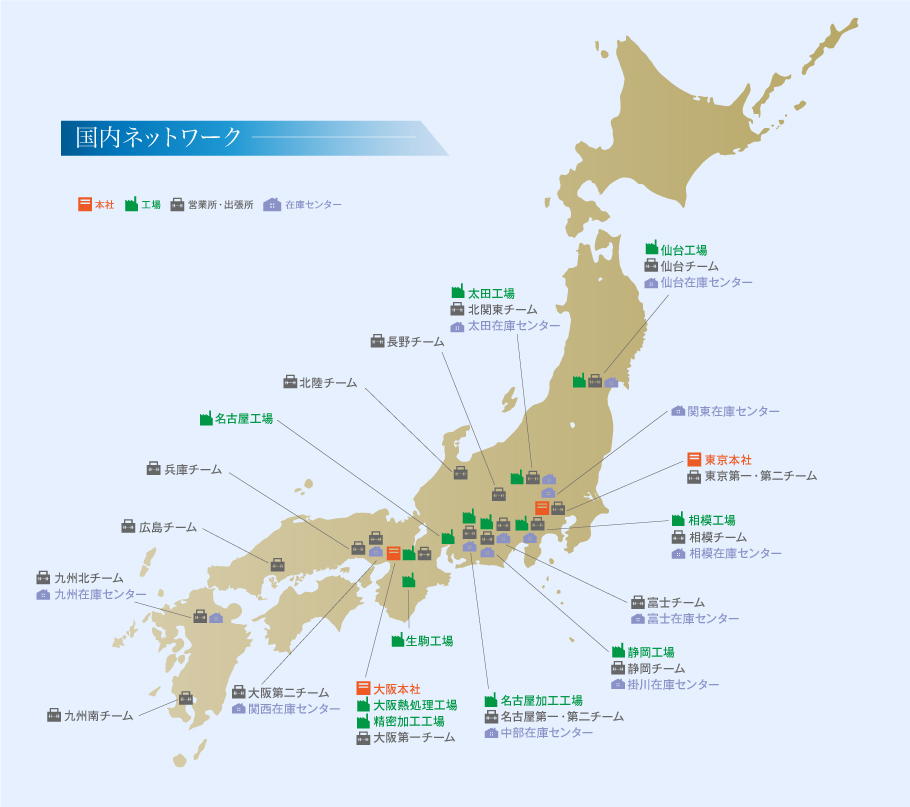 国内ネットワーク
本社 工場 営業所・出張所 在庫センター
仙台工場
仙台チーム
仙台在庫センター
太田工場
北関東チーム
太田在庫センター
長野チーム
北陸チーム
名古屋工場
関東在庫センター
東京本社
東京第一・第二チーム
兵庫チーム
相模工場
相模チーム
相模在庫センター
広島チーム
九州北チーム
九州在庫センター
富士チーム
富士在庫センター
生駒工場
静岡工場
静岡チーム
掛川在庫センター
大阪第二チーム
関西在庫センター
大阪本社
大阪熱処理工場
精密加工工場
大阪第一チーム
名古屋加工工場
名古屋第一・第二チーム
中部在庫センター
九州南チーム